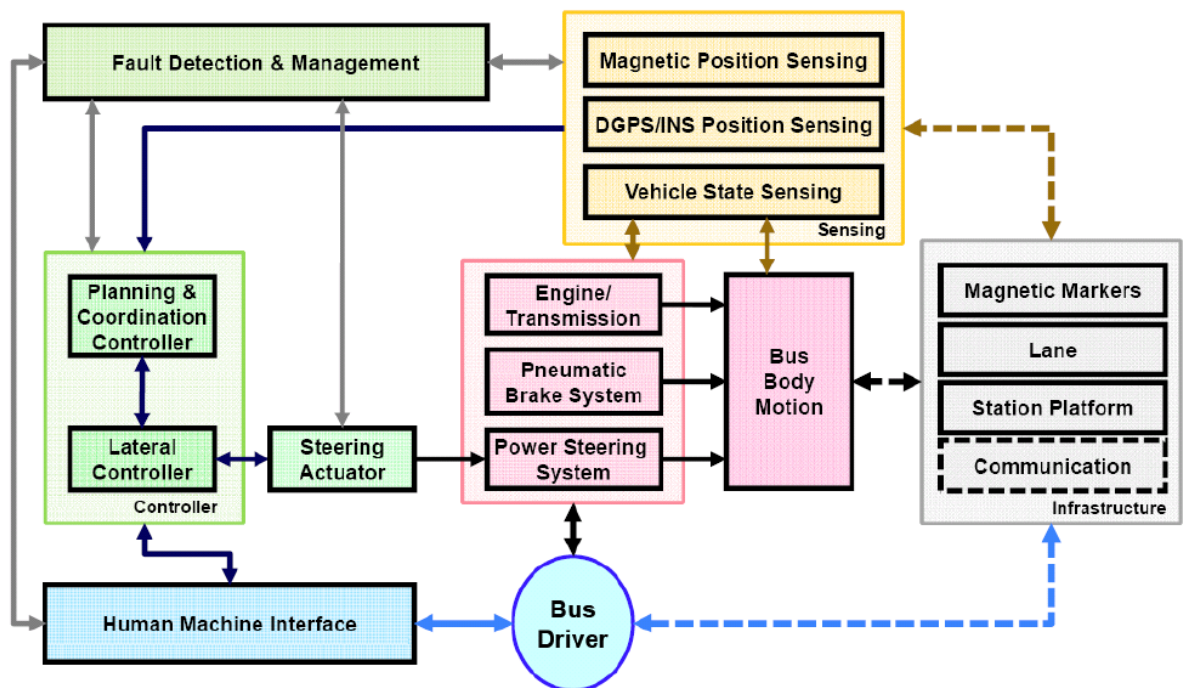 Fault Detection & Management
Magnetic Position Sensing
DGPS/INS Position Sensing
Vehicle State Sensing
Sensing
Planning &
Coordination
Controller
Lateral
Controller
Controller
Steering
Actuator
Engine/
Transmission
Pneumatic
Brake System
Power Steering
System
Bus
Body
Motion
Magnetic Markers
Lane
Station Platform
Communication
Infrastructure
Human Machine Interface
Bus
Driver